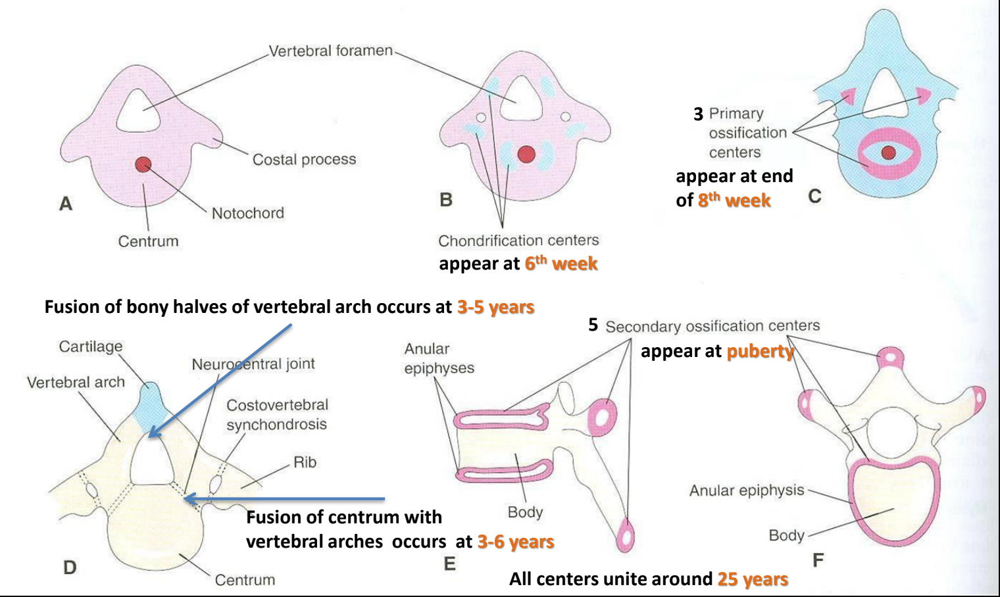 Vertebral foramen
Costal process
Notochord
Centrum
A
B
Chondrification centers
appear at 6th week
3 Primary
ossification
centers
appear at end
of 8th week
C
Fusion of bony halves of vertebral arch occurs at 3-5 years
Cartilage
Vertebral arch
Neurocentral joint
Costovertebral
synchondrosis
Rib
Fusion of centrum with
vertebral arches occurs at 3-6 years
Centrum
D
5 Secondary ossification centers
appear at puberty
Anular
epiphyses
Body
E
Anular epiphysis
Body
F
All centers unite around 25 years